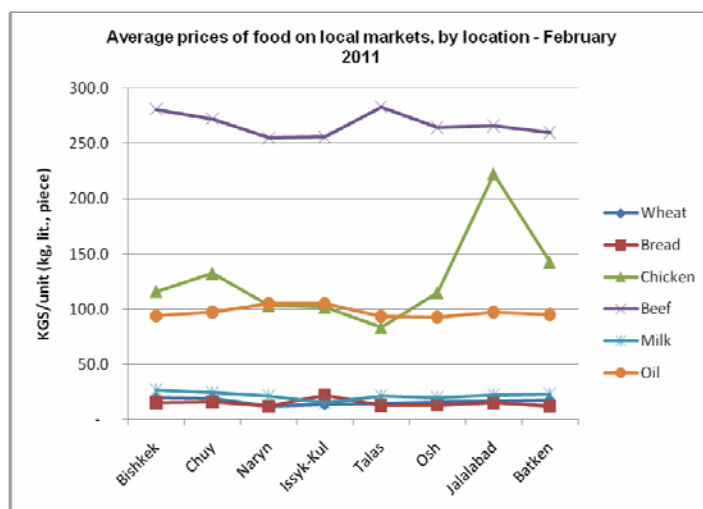 Average prices of food on local markets, by location - February
2011
KGS/unit (kg, lit., piece)
300.0
250.0
200.0
150.0
100.0
50.0
-
Bishkek
Chuy
Naryn
Issyk-Kul
Talas
Osh
Jalalabad
Batken
Wheat
Bread
Chicken
Beef
Milk
Oil